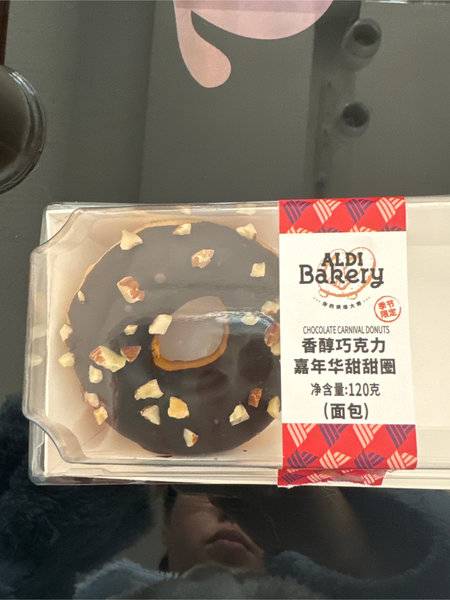 ALDI
Bakery
季节
限定
CHOCOLATE CARNIVAL DONUTS
香醇巧克力
嘉年华甜甜圈
净含量:120克
(面包)